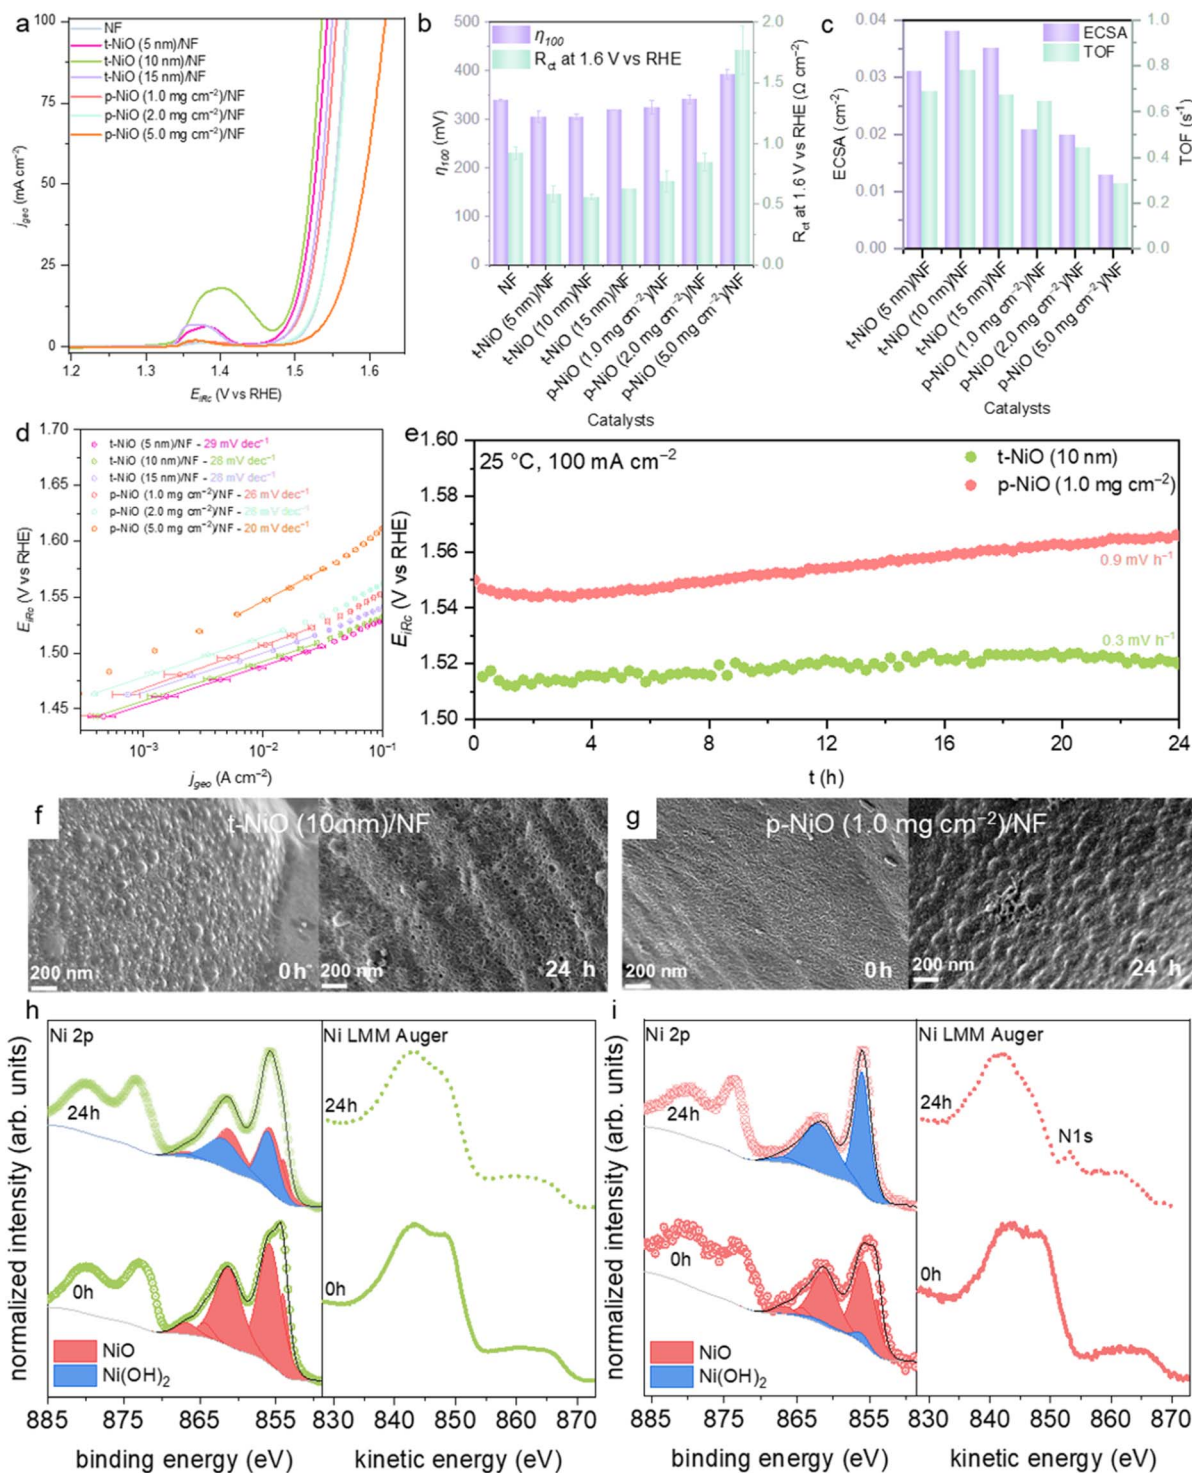 a
100
75
50
25
0
j_geo (mA cm⁻²)
NF
t-NiO (5 nm)/NF
t-NiO (10 nm)/NF
t-NiO (15 nm)/NF
p-NiO (1.0 mg cm⁻²)/NF
p-NiO (2.0 mg cm⁻²)/NF
p-NiO (5.0 mg cm⁻²)/NF
1.2 1.3 1.4 1.5 1.6
E_iRc (V vs RHE)
b
500
400
300
200
100
0
η₁₀₀ (mV)
η₁₀₀
R_ct at 1.6 V vs RHE
2.0
1.5
1.0
0.5
0.0
R_ct at 1.6 V vs RHE (Ω cm⁻²)
NF
t-NiO (5 nm)/NF
t-NiO (10 nm)/NF
t-NiO (15 nm)/NF
p-NiO (1.0 mg cm⁻²)/NF
p-NiO (2.0 mg cm⁻²)/NF
p-NiO (5.0 mg cm⁻²)/NF
Catalysts
c
0.04
0.03
0.02
0.01
0.00
ECSA (cm⁻²)
ECSA
TOF
1.0
0.8
0.6
0.4
0.2
0.0
TOF (s⁻¹)
t-NiO (5 nm)/NF
t-NiO (10 nm)/NF
t-NiO (15 nm)/NF
p-NiO (1.0 mg cm⁻²)/NF
p-NiO (2.0 mg cm⁻²)/NF
p-NiO (5.0 mg cm⁻²)/NF
Catalysts
d
1.70
1.65
1.60
1.55
1.50
1.45
E_iRc (V vs RHE)
t-NiO (5 nm)/NF - 29 mV dec⁻¹
t-NiO (10 nm)/NF - 28 mV dec⁻¹
t-NiO (15 nm)/NF - 28 mV dec⁻¹
p-NiO (1.0 mg cm⁻²)/NF - 26 mV dec⁻¹
p-NiO (2.0 mg cm⁻²)/NF - 26 mV dec⁻¹
p-NiO (5.0 mg cm⁻²)/NF - 20 mV dec⁻¹
10⁻³ 10⁻² 10⁻¹
j_geo (A cm⁻²)
e
1.60
1.58
1.56
1.54
1.52
1.50
E_iRc (V vs RHE)
25 °C, 100 mA cm⁻²
t-NiO (10 nm)
p-NiO (1.0 mg cm⁻²)
0.9 mV h⁻¹
0.3 mV h⁻¹
0 4 8 12 16 20 24
t (h)
f
t-NiO (10 nm)/NF
200 nm
0 h
200 nm
24 h
g
p-NiO (1.0 mg cm⁻²)/NF
200 nm
0 h
200 nm
24 h
h
normalized intensity (arb. units)
Ni 2p
24h
0h
NiO
Ni(OH)₂
885 875 865 855
binding energy (eV)
Ni LMM Auger
24h
0h
830 840 850 860 870
kinetic energy (eV)
i
normalized intensity (arb. units)
Ni 2p
24h
0h
NiO
Ni(OH)₂
885 875 865 855
binding energy (eV)
Ni LMM Auger
24h
N1s
0h
830 840 850 860 870
kinetic energy (eV)